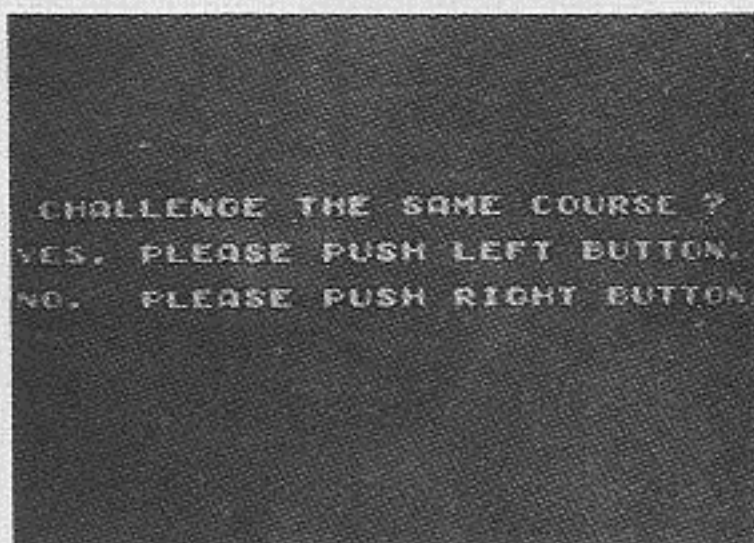 CHALLENGE THE SAME COURSE ?
YES. PLEASE PUSH LEFT BUTTON.
NO. PLEASE PUSH RIGHT BUTTON